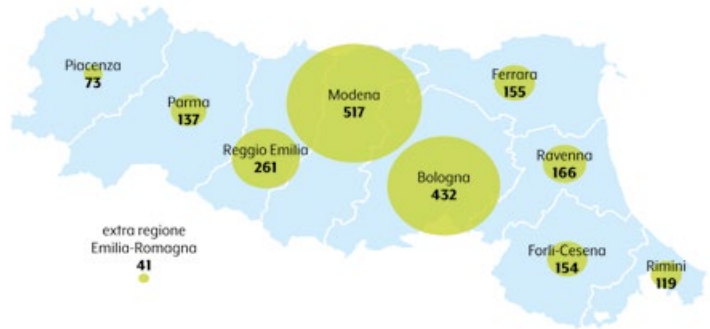 Piacenza
73
Parma
137
Reggio Emilia
261
Modena
517
Bologna
432
Ferrara
155
Ravenna
166
Forlì-Cesena
154
Rimini
119
extra regione
Emilia-Romagna
41